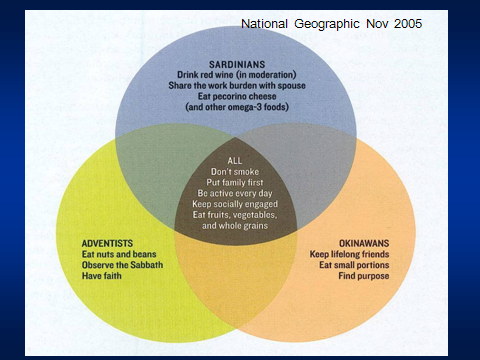 National Geographic Nov 2005
SARDINIANS
Drink red wine (in moderation)
Share the work burden with spouse
Eat pecorino cheese
(and other omega-3 foods)
ALL
Don't smoke
Put family first
Be active every day
Keep socially engaged
Eat fruits, vegetables,
and whole grains
ADVENTISTS
Eat nuts and beans
Observe the Sabbath
Have faith
OKINAWANS
Keep lifelong friends
Eat small portions
Find purpose